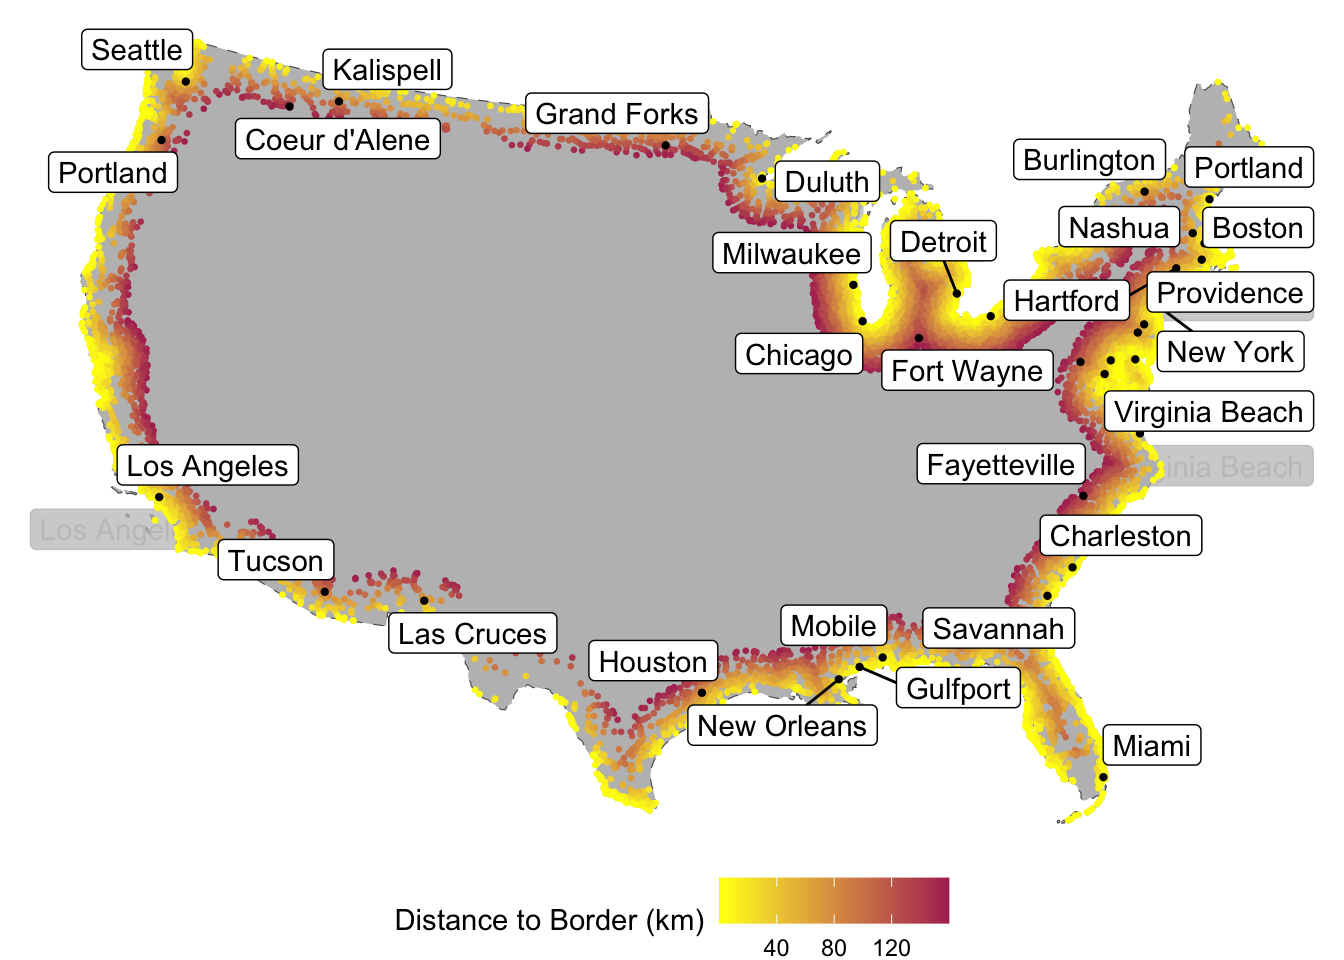 Seattle
Kalispell
Grand Forks
Coeur d'Alene
Portland
Burlington
Portland
Duluth
Nashua
Boston
Milwaukee
Detroit
Hartford
Providence
Chicago
Fort Wayne
New York
Virginia Beach
Los Angeles
Fayetteville
inia Beach
Los Angel
Charleston
Tucson
Las Cruces
Mobile
Savannah
Houston
Gulfport
New Orleans
Miami
Distance to Border (km)
40 80 120